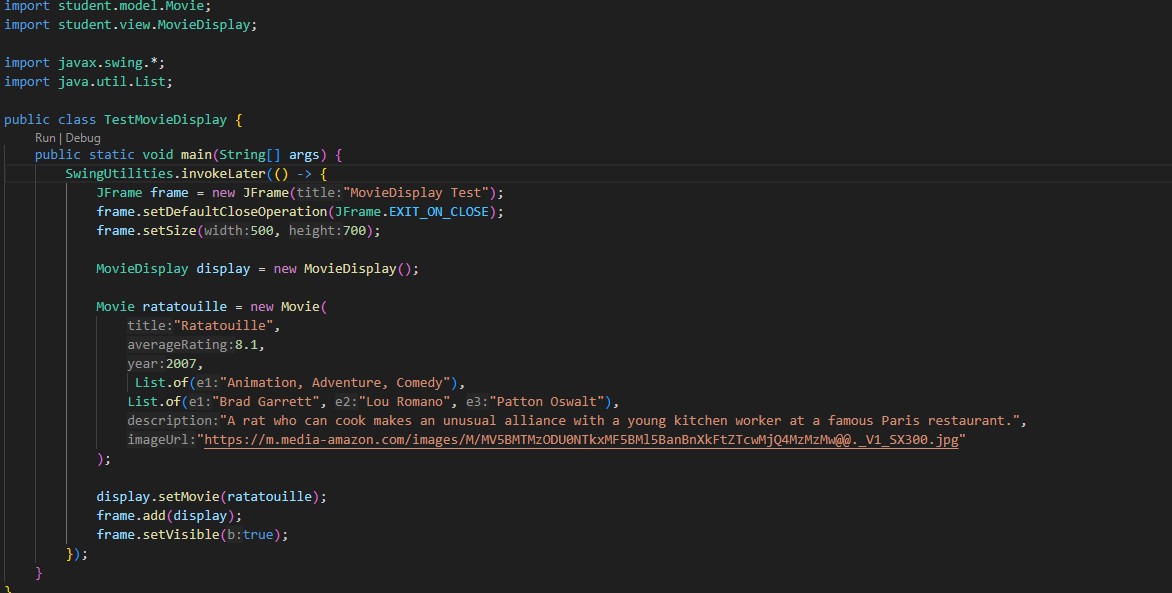 import student.model.Movie;
import student.view.MovieDisplay;
import javax.swing.*;
import java.util.List;
public class TestMovieDisplay {
Run | Debug
public static void main(String[] args) {
SwingUtilities.invokeLater(() -> {
JFrame frame = new JFrame(title:"MovieDisplay Test");
frame.setDefaultCloseOperation(JFrame.EXIT_ON_CLOSE);
frame.setSize(width:500, height:700);
MovieDisplay display = new MovieDisplay();
Movie ratatouille = new Movie(
title:"Ratatouille",
averageRating:8.1,
year:2007,
List.of(e1:"Animation, Adventure, Comedy"),
List.of(e1:"Brad Garrett", e2:"Lou Romano", e3:"Patton Oswalt"),
description:"A rat who can cook makes an unusual alliance with a young kitchen worker at a famous Paris restaurant.",
imageUrl:"https://m.media-amazon.com/images/M/MV5BMTMzODU0NTkxMF5BMl5BanBnXkFtZTcwMjQ4MzMzMw@@._V1_SX300.jpg"
);
display.setMovie(ratatouille);
frame.add(display);
frame.setVisible(b:true);
});
}
}